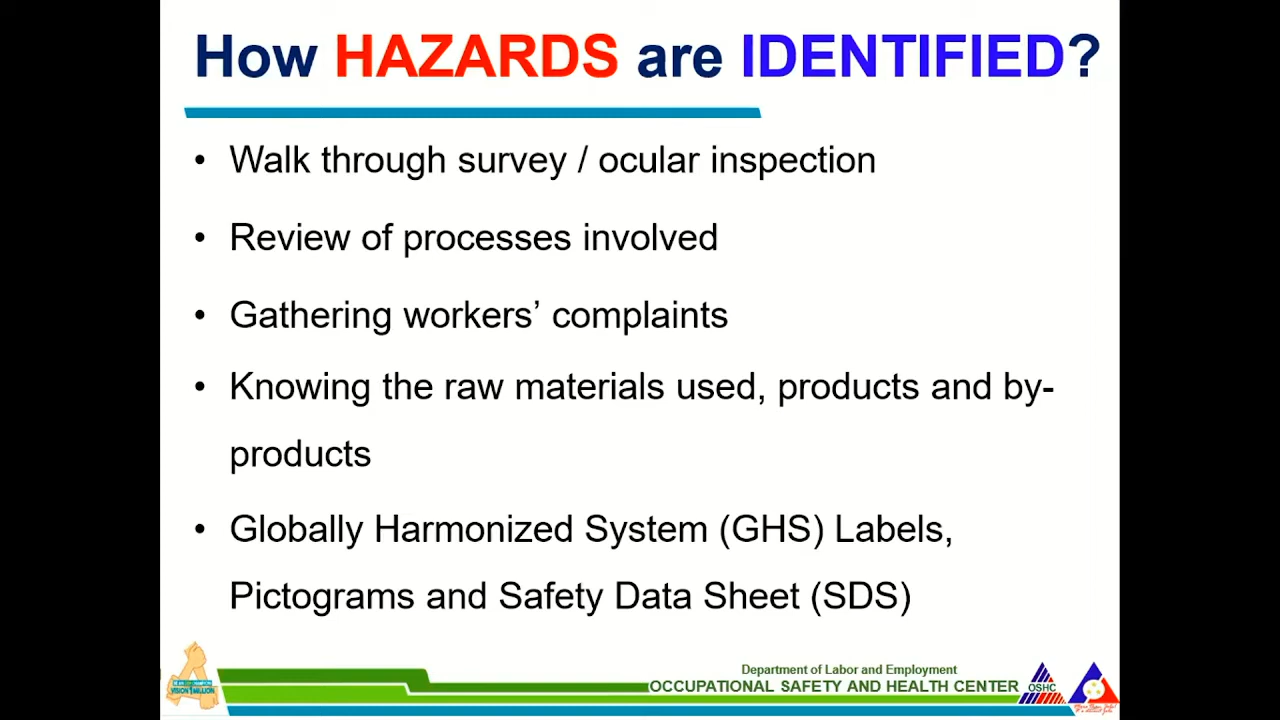 How HAZARDS are IDENTIFIED?
• Walk through survey / ocular inspection
• Review of processes involved
• Gathering workers’ complaints
• Knowing the raw materials used, products and by-
products
• Globally Harmonized System (GHS) Labels,
Pictograms and Safety Data Sheet (SDS)
Department of Labor and Employment
OCCUPATIONAL SAFETY AND HEALTH CENTER
OSHC
VISION 1 MILLION